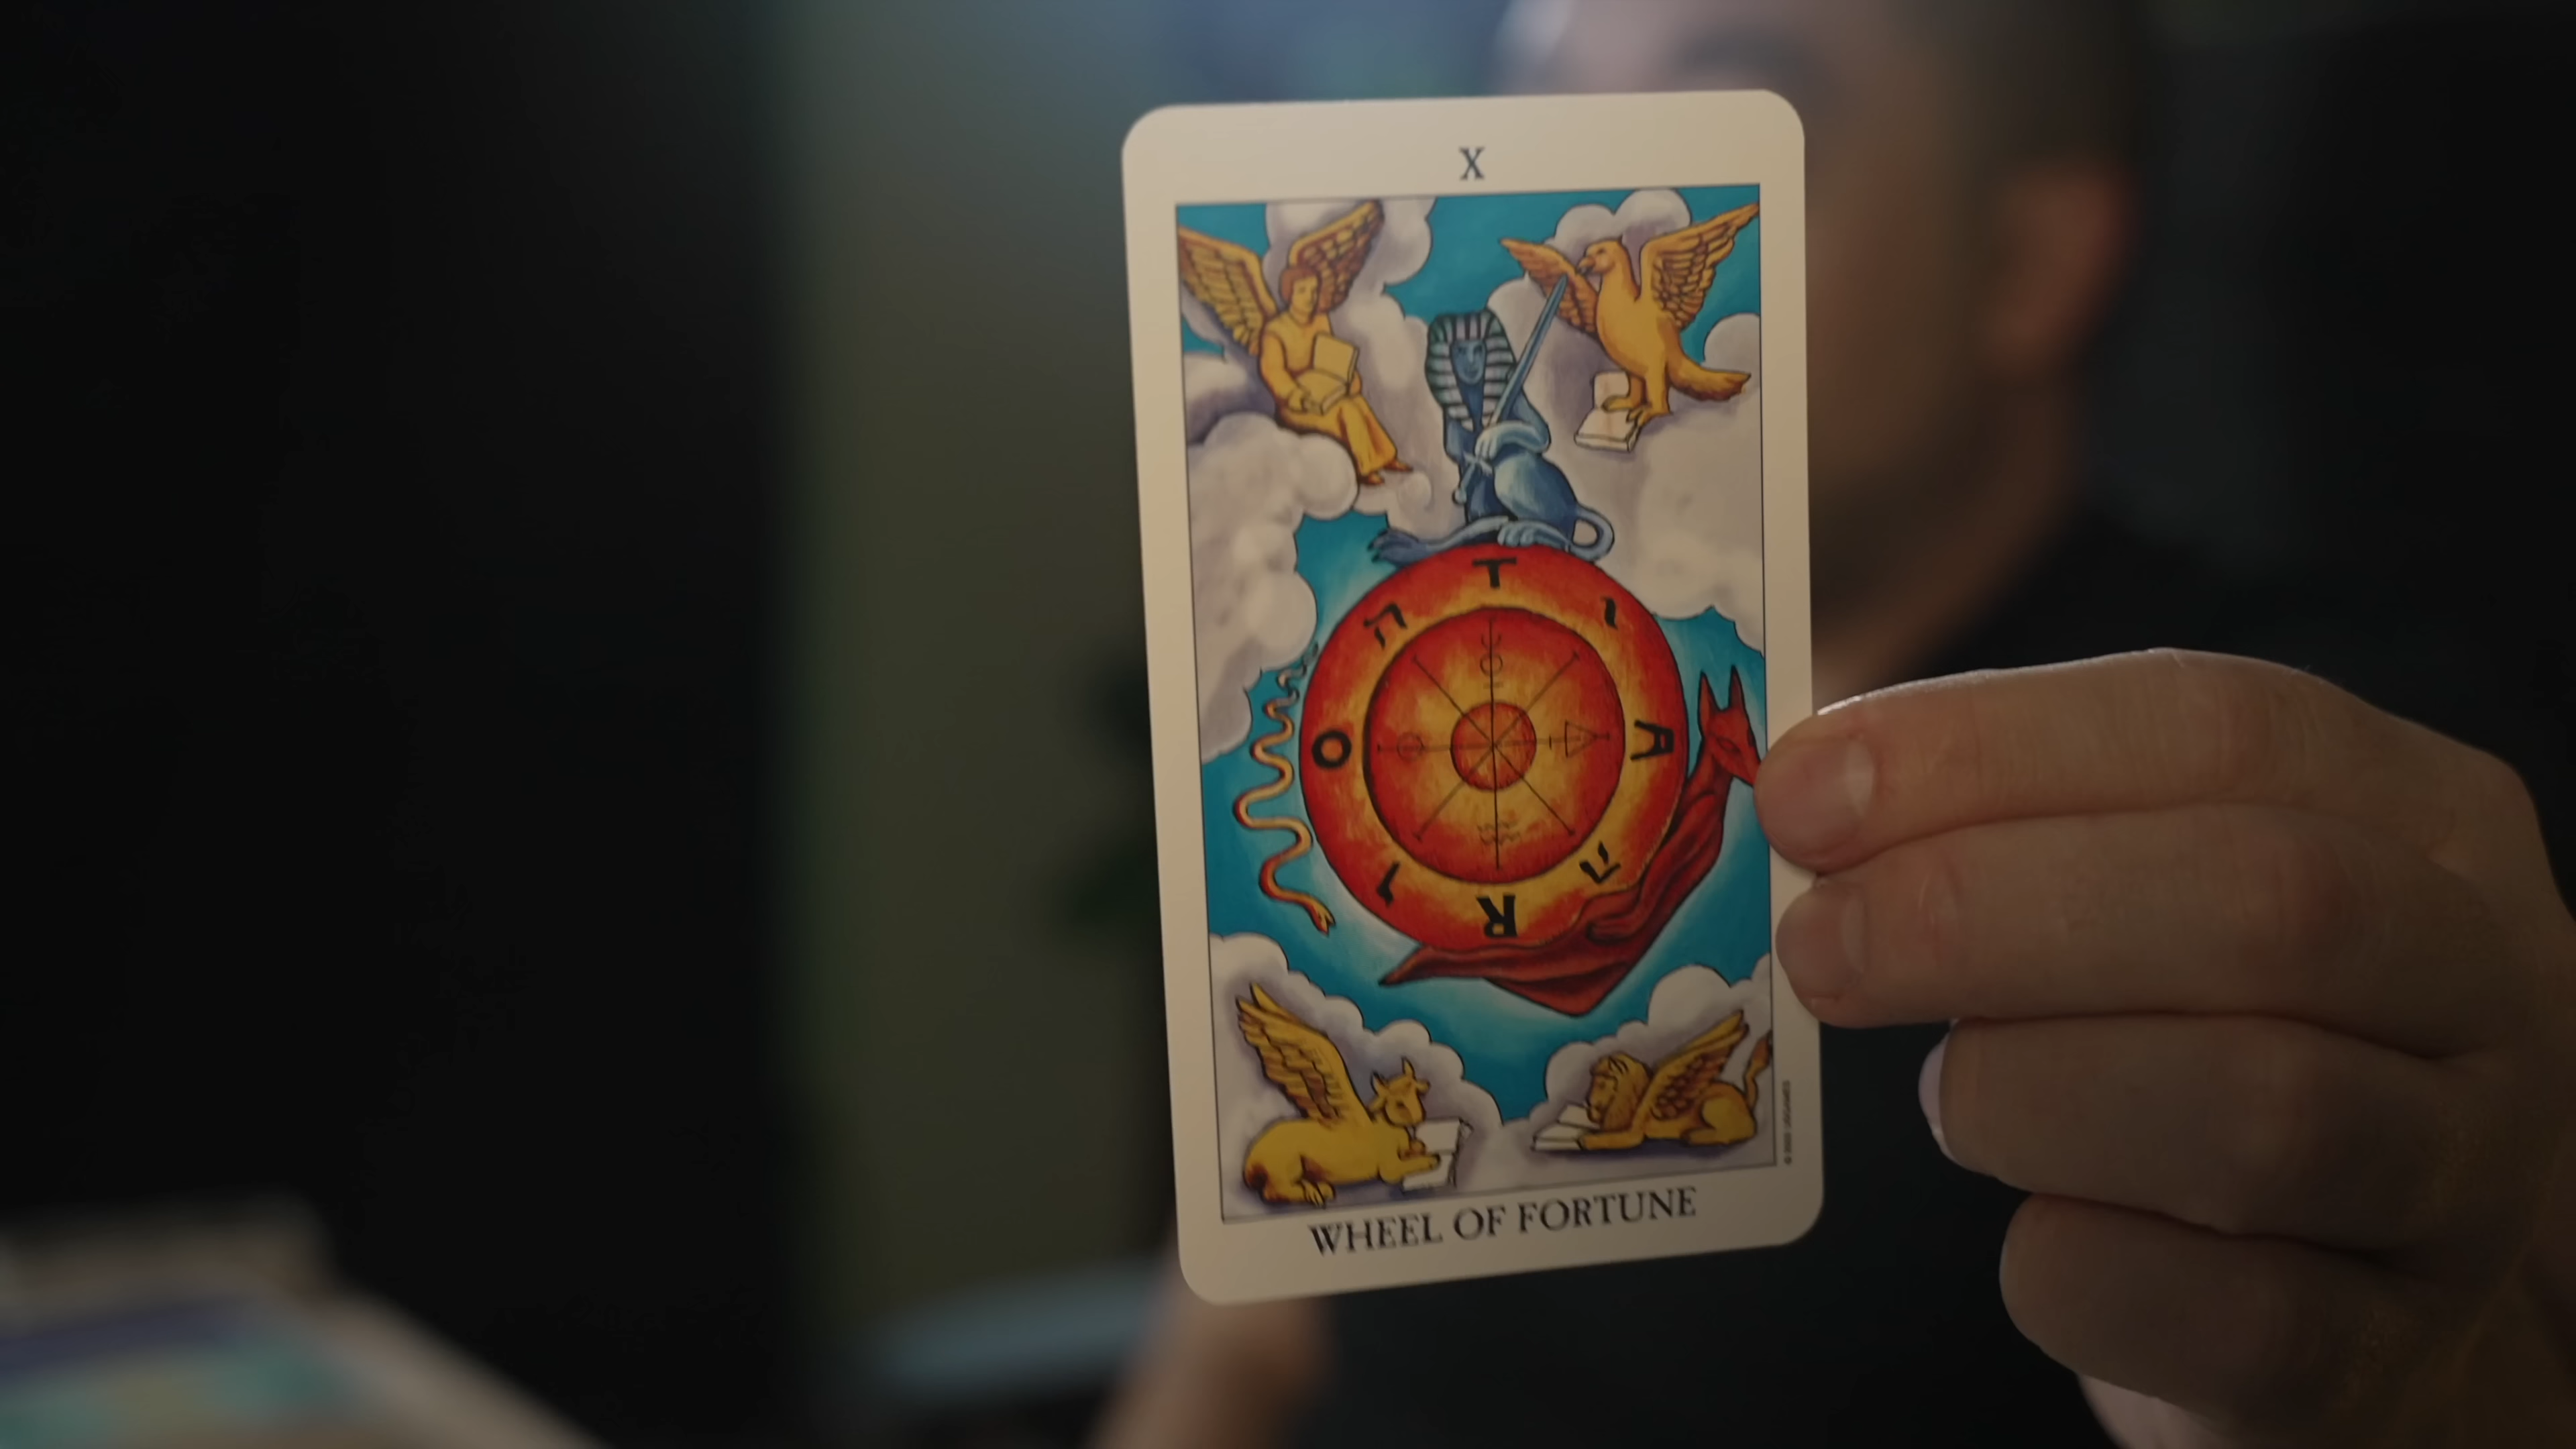 X
T
ה ו
O A
י ה
R
WHEEL OF FORTUNE